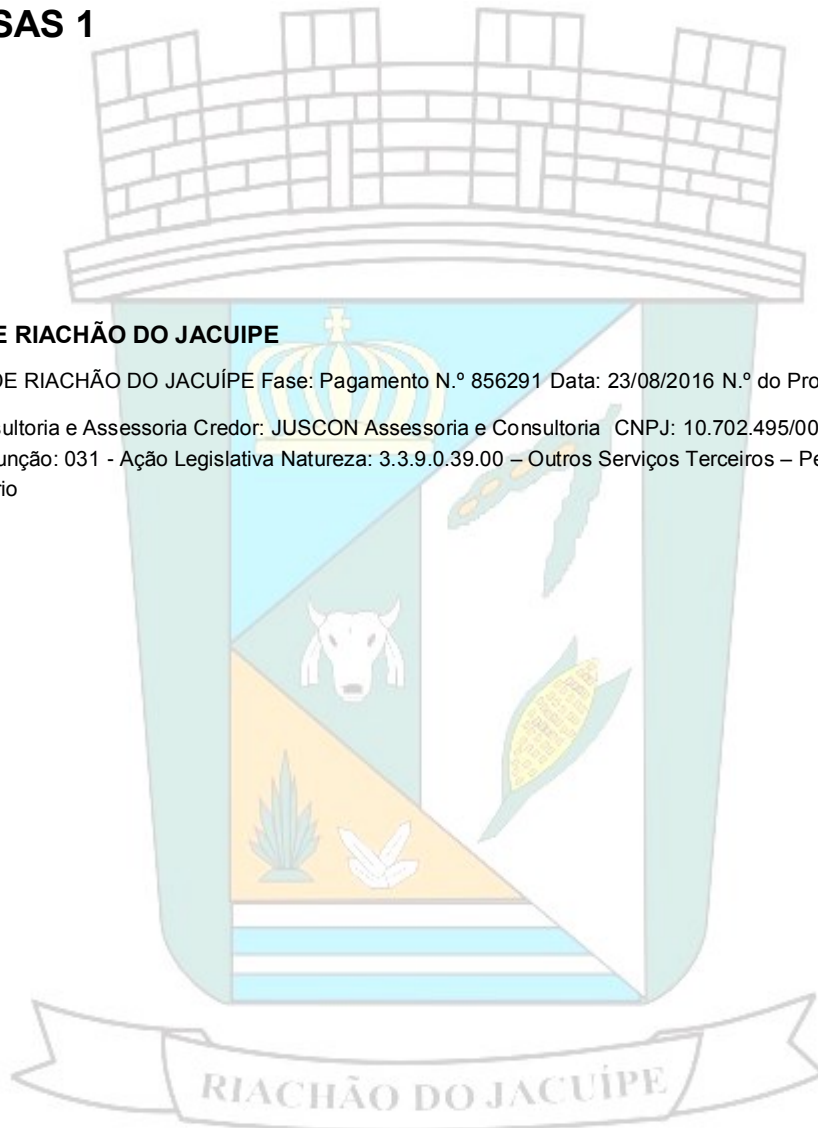 SAS 1
E RIACHÃO DO JACUIPE
DE RIACHÃO DO JACUÍPE Fase: Pagamento N.º 856291 Data: 23/08/2016 N.º do Pro
sultoria e Assessoria Credor: JUSCON Assessoria e Consultoria CNPJ: 10.702.495/00
unção: 031 - Ação Legislativa Natureza: 3.3.9.0.39.00 – Outros Serviços Terceiros – Pe
rio
RIACHÃO DO JACUÍPE